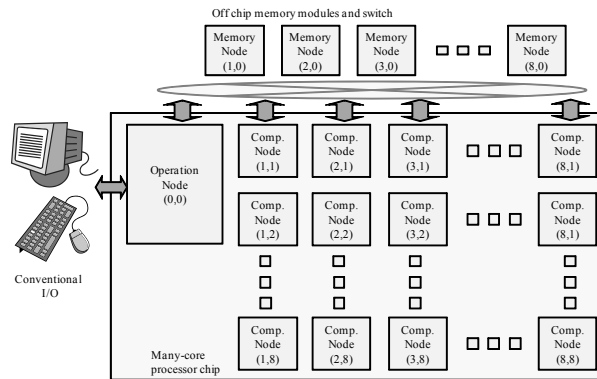 Off chip memory modules and switch
Memory
Node
(1,0)
Memory
Node
(2,0)
Memory
Node
(3,0)
Memory
Node
(8,0)
Operation
Node
(0,0)
Comp.
Node
(1,1)
Comp.
Node
(2,1)
Comp.
Node
(3,1)
Comp.
Node
(8,1)
Comp.
Node
(1,2)
Comp.
Node
(2,2)
Comp.
Node
(3,2)
Comp.
Node
(8,1)
Conventional
I/O
Comp.
Node
(1,8)
Comp.
Node
(2,8)
Comp.
Node
(3,8)
Comp.
Node
(8,8)
Many-core
processor chip